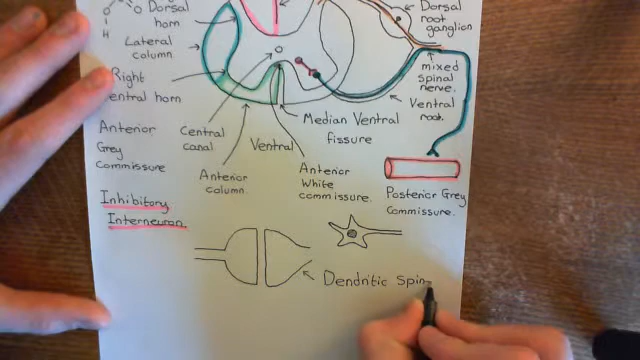 Dorsal
horn
H
Lateral
column
Right
ventral horn
Anterior
Grey
Commissure
Inhibitory
Interneuron
Central
canal
Anterior
column.
Ventral
Median Ventral
fissure
Anterior
White
commissure.
Dorsal
root
ganglion
mixed
spinal
nerve.
Ventral
root.
Posterior Grey
Commissure.
Dendritic Spin